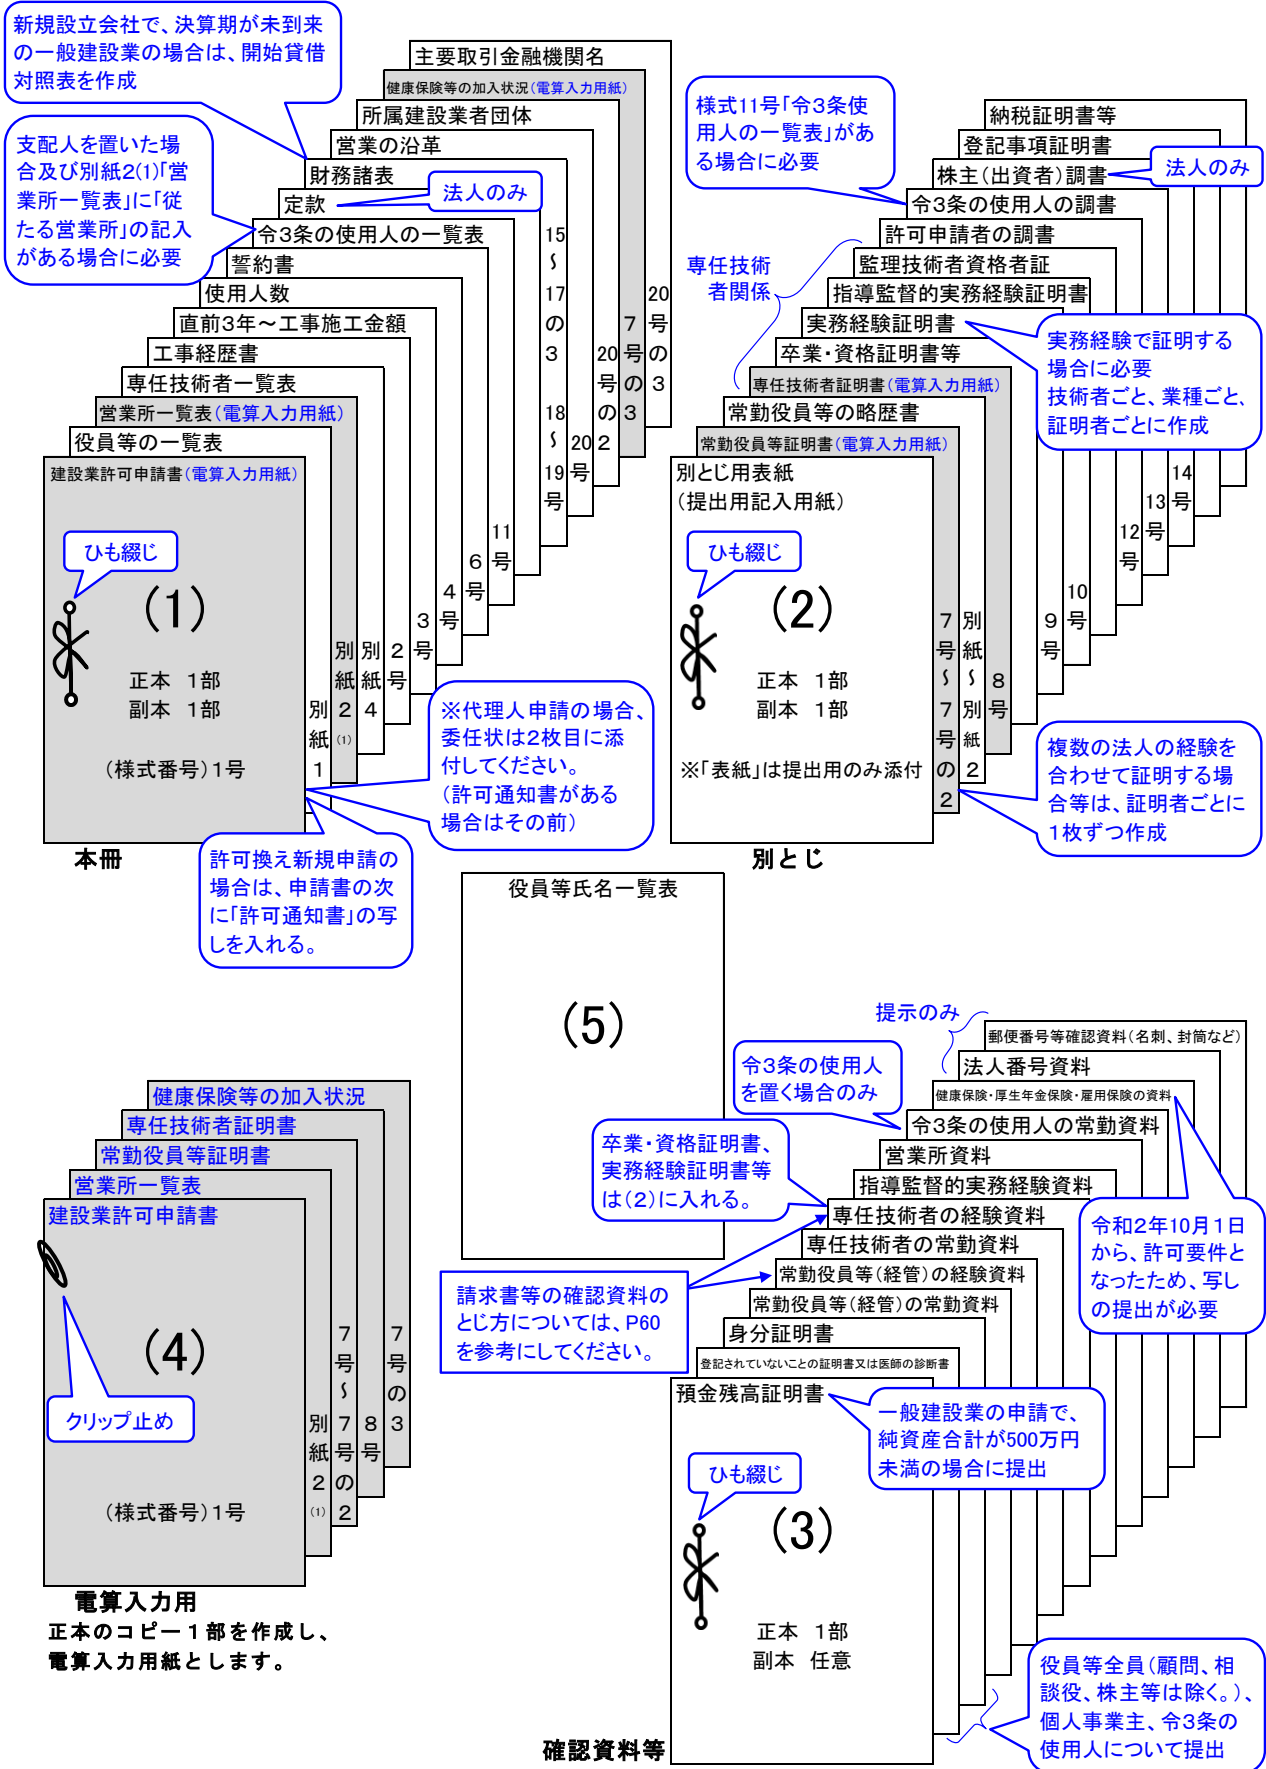 新規設立会社で、決算期が未到来
の一般建設業の場合は、開始貸借
対照表を作成
支配人を置いた場
合及び別紙2(1)「営
業所一覧表」に「従
たる営業所」の記入
がある場合に必要
主要取引金融機関名
健康保険等の加入状況(電算入力用紙)
所属建設業者団体
営業の沿革
財務諸表
定款
法人のみ
令3条の使用人の一覧表
誓約書
使用人数
直前3年～工事施工金額
工事経歴書
専任技術者一覧表
営業所一覧表(電算入力用紙)
役員等の一覧表
建設業許可申請書(電算入力用紙)
ひも綴じ
(1)
正本 1部
副本 1部
(様式番号)1号
別紙1
別紙2(1)
別紙4
2号
3号
4号
6号
11号
15～17の3 18～19号
20号
20号の2
7号の3
20号の3
※代理人申請の場合、
委任状は2枚目に添
付してください。
(許可通知書がある
場合はその前)
本冊
許可換え新規申請の
場合は、申請書の次
に「許可通知書」の写
しを入れる。
様式11号「令3条使
用人の一覧表」があ
る場合に必要
納税証明書等
登記事項証明書
株主(出資者)調書
法人のみ
令3条の使用人の調書
許可申請者の調書
専任技術
者関係
監理技術者資格者証
指導監督的実務経験証明書
実務経験証明書
実務経験で証明する
場合に必要
技術者ごと、業種ごと、
証明者ごとに作成
卒業・資格証明書等
専任技術者証明書(電算入力用紙)
常勤役員等の略歴書
常勤役員等証明書(電算入力用紙)
別とじ用表紙
(提出用記入用紙)
ひも綴じ
(2)
正本 1部
副本 1部
※「表紙」は提出用のみ添付
7号～7号の2
別紙～別紙2
8号
9号
10号
12号
13号
14号
複数の法人の経験を
合わせて証明する場
合等は、証明者ごとに
1枚ずつ作成
別とじ
役員等氏名一覧表
(5)
健康保険等の加入状況
専任技術者証明書
常勤役員等証明書
営業所一覧表
建設業許可申請書
(4)
クリップ止め
(様式番号)1号
別紙2(1)
7号～7号の2
8号
7号の3
電算入力用
正本のコピー1部を作成し、
電算入力用紙とします。
提示のみ
郵便番号等確認資料(名刺、封筒など)
法人番号資料
健康保険・厚生年金保険・雇用保険の資料
令3条の使用人
を置く場合のみ
令3条の使用人の常勤資料
営業所資料
卒業・資格証明書、
実務経験証明書等
は(2)に入れる。
指導監督的実務経験資料
専任技術者の経験資料
専任技術者の常勤資料
常勤役員等(経管)の経験資料
常勤役員等(経管)の常勤資料
身分証明書
登記されていないことの証明書又は医師の診断書
預金残高証明書
令和2年10月1日
から、許可要件と
なったため、写し
の提出が必要
請求書等の確認資料の
とじ方については、P60
を参考にしてください。
一般建設業の申請で、
純資産合計が500万円
未満の場合に提出
ひも綴じ
(3)
正本 1部
副本 任意
役員等全員(顧問、相
談役、株主等は除く。)、
個人事業主、令3条の
使用人について提出
確認資料等